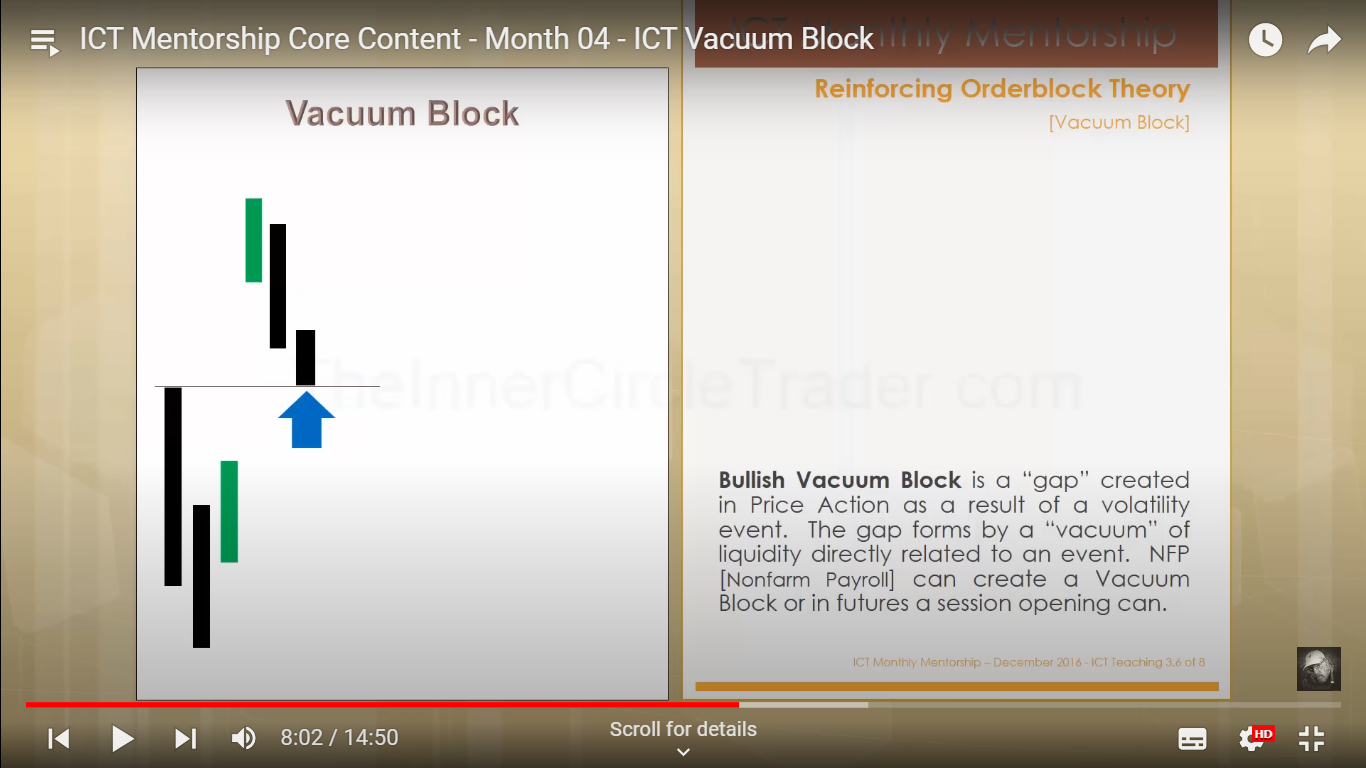 ICT Mentorship Core Content - Month 04 - ICT Vacuum Block
ICT Monthly Mentorship
Vacuum Block
Reinforcing Orderblock Theory
[Vacuum Block]
TheInnerCircleTrader.com
Bullish Vacuum Block is a “gap” created
in Price Action as a result of a volatility
event. The gap forms by a “vacuum” of
liquidity directly related to an event. NFP
[Nonfarm Payroll] can create a Vacuum
Block or in futures a session opening can.
ICT Monthly Mentorship – December 2016 - ICT Teaching 3.6 of 8
8:02 / 14:50
Scroll for details
HD